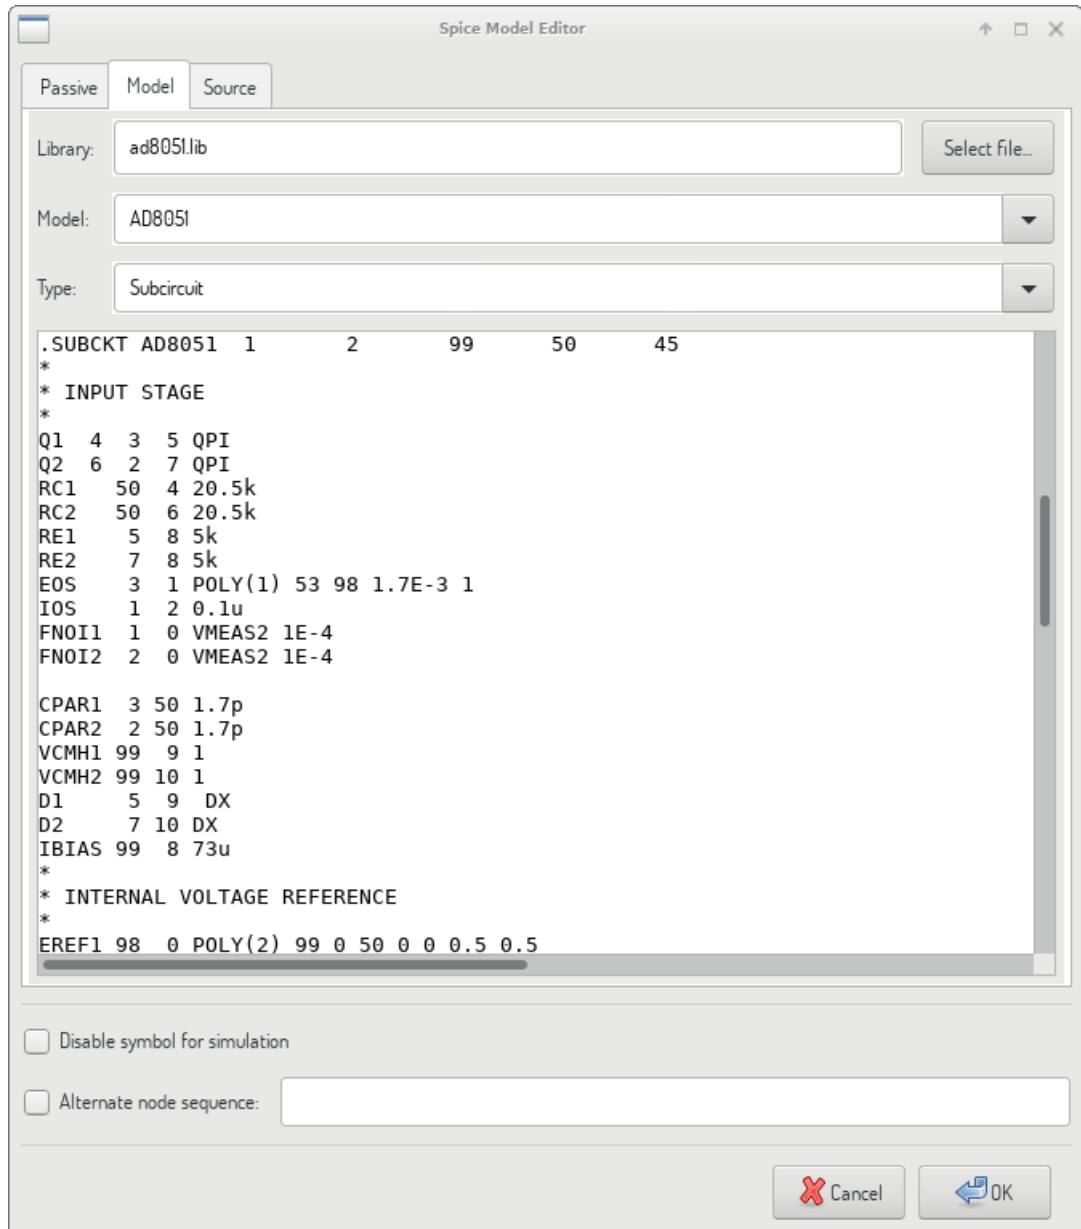 Spice Model Editor
Passive Model Source
Library: ad8051.lib Select file...
Model: AD8051
Type: Subcircuit
.SUBCKT AD8051  1       2       99      50      45
*
*  INPUT STAGE
*
Q1   4   3   5 QPI
Q2   6   2   7 QPI
RC1   50   4 20.5k
RC2   50   6 20.5k
RE1    5   8 5k
RE2    7   8 5k
EOS    3   1 POLY(1) 53 98 1.7E-3 1
IOS    1   2 0.1u
FNOI1  1   0 VMEAS2 1E-4
FNOI2  2   0 VMEAS2 1E-4
CPAR1  3 50 1.7p
CPAR2  2 50 1.7p
VCMH1 99  9 1
VCMH2 99 10 1
D1     5  9  DX
D2     7 10 DX
IBIAS 99  8 73u
*
*  INTERNAL VOLTAGE REFERENCE
*
EREF1 98  0 POLY(2) 99 0 50 0 0 0.5 0.5
Disable symbol for simulation
Alternate node sequence:
Cancel OK